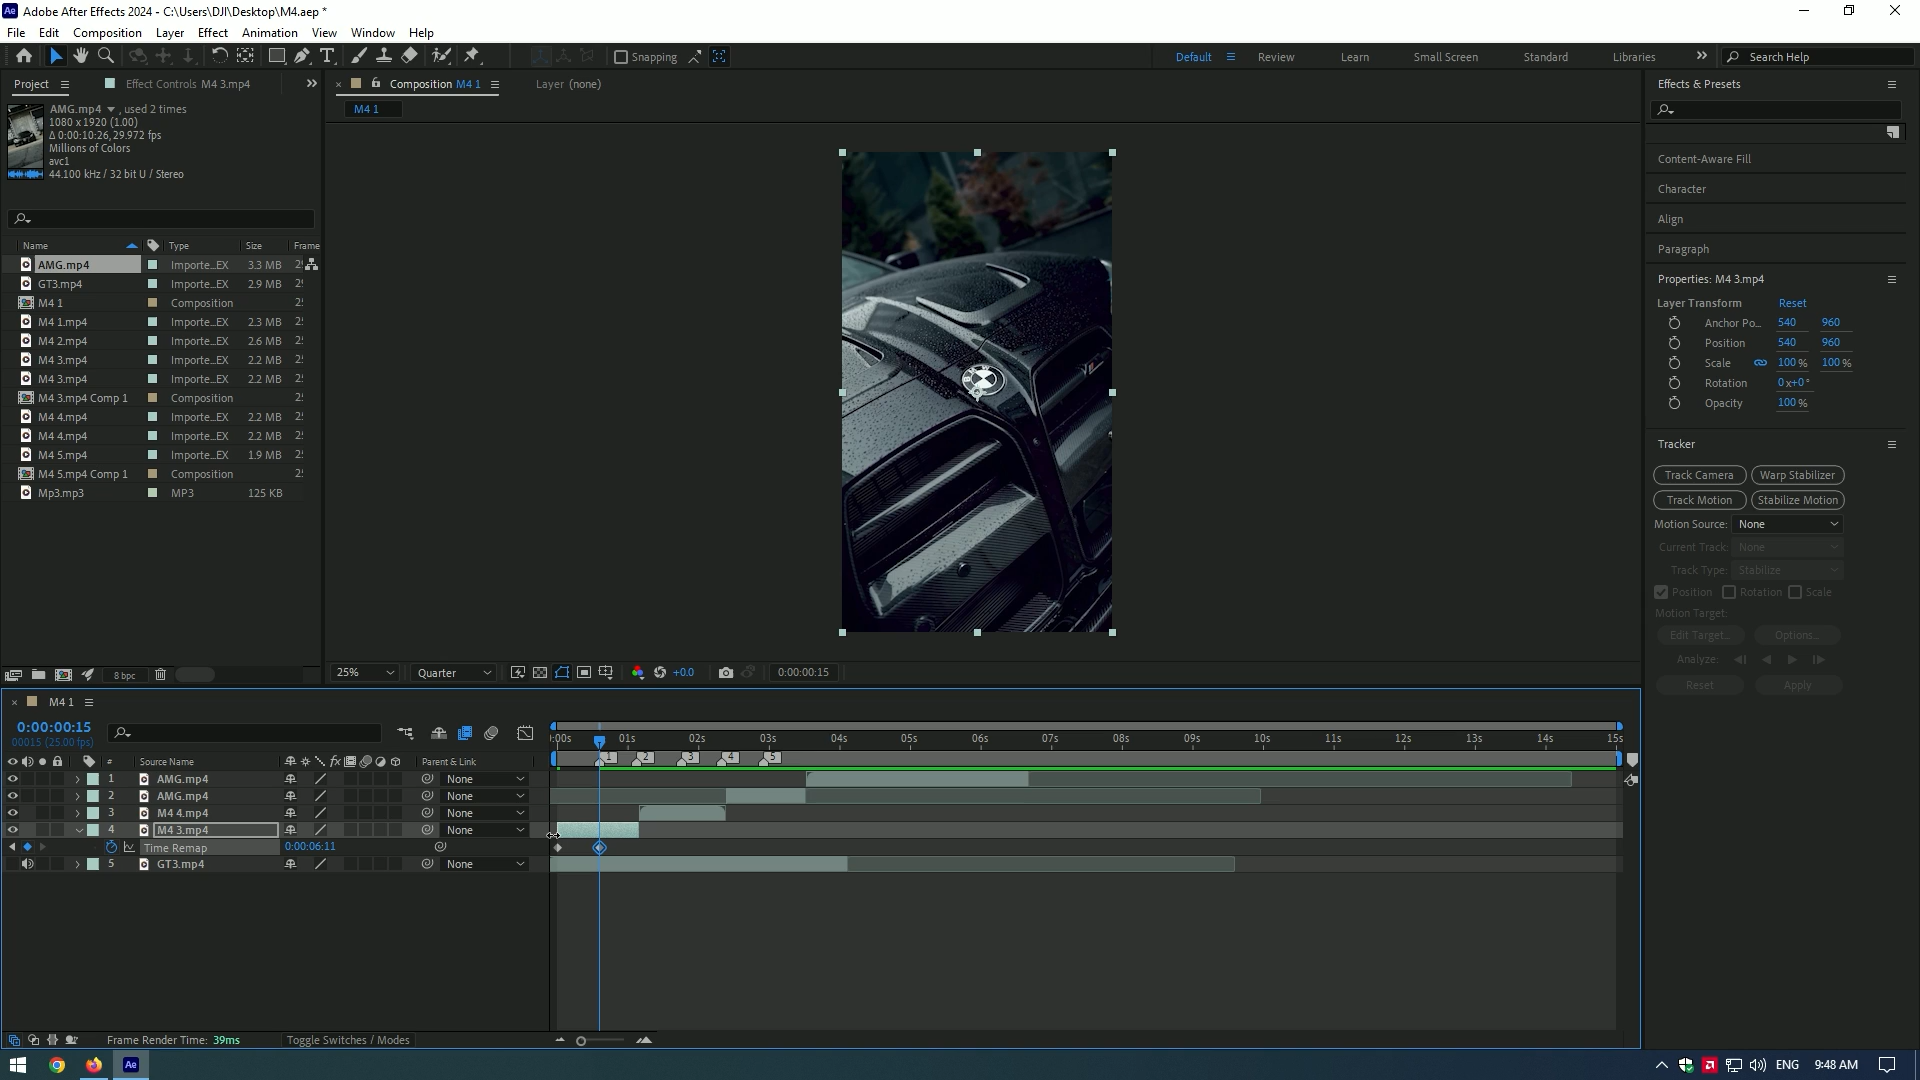 Adobe After Effects 2024 - C:\Users\DJI\Desktop\M4.aep *
File Edit Composition Layer Effect Animation View Window Help
Snapping
Default Review Learn Small Screen Standard Libraries Search Help
Project Effect Controls M4 3.mp4
AMG.mp4 , used 2 times
1080 x 1920 (1.00)
Δ 0:00:10:26, 29.972 fps
Millions of Colors
avc1
44.100 kHz / 32 bit U / Stereo
Name Type Size Frame
AMG.mp4 Importe...EX 3.3 MB
GT3.mp4 Importe...EX 2.9 MB
M4 1 Composition
M4 1.mp4 Importe...EX 2.3 MB
M4 2.mp4 Importe...EX 2.6 MB
M4 3.mp4 Importe...EX 2.2 MB
M4 3.mp4 Importe...EX 2.2 MB
M4 3.mp4 Comp 1 Composition
M4 4.mp4 Importe...EX 2.2 MB
M4 4.mp4 Importe...EX 2.2 MB
M4 5.mp4 Importe...EX 1.9 MB
M4 5.mp4 Comp 1 Composition
Mp3.mp3 MP3 125 KB
8 bpc
Composition M4 1 Layer (none)
M4 1
25% Quarter +0.0 0:00:00:15
Effects & Presets
Content-Aware Fill
Character
Align
Paragraph
Properties: M4 3.mp4
Layer Transform Reset
Anchor Po... 540 960
Position 540 960
Scale 100 % 100 %
Rotation 0x+0°
Opacity 100 %
Tracker
Track Camera Warp Stabilizer
Track Motion Stabilize Motion
Motion Source: None
Current Track: None
Track Type: Stabilize
Position Rotation Scale
Motion Target:
Edit Target... Options...
Analyze:
Reset Apply
M4 1
0:00:00:15
00015 (25.00 fps)
:00s 01s 02s 03s 04s 05s 06s 07s 08s 09s 10s 11s 12s 13s 14s 15s
1 2 3 4 5
# Source Name fx Parent & Link
1 AMG.mp4 None
2 AMG.mp4 None
3 M4 4.mp4 None
4 M4 3.mp4 None
Time Remap 0:00:06:11
5 GT3.mp4 None
Frame Render Time: 39ms Toggle Switches / Modes
ENG 9:48 AM